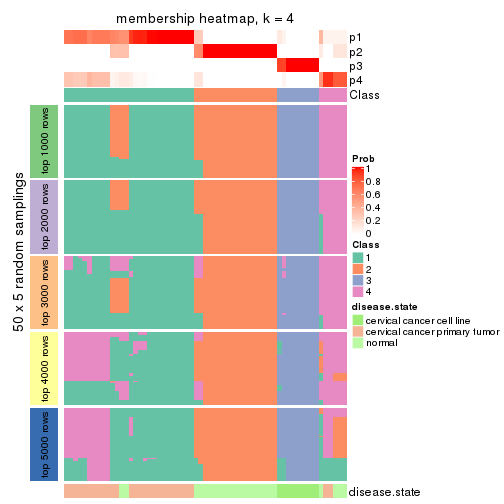 membership heatmap, k = 4
p1
p2
p3
p4
Class
50 x 5 random samplings
top 1000 rows
top 2000 rows
top 3000 rows
top 4000 rows
top 5000 rows
Prob
1
0.8
0.6
0.4
0.2
0
Class
1
2
3
4
disease.state
cervical cancer cell line
cervical cancer primary tumor
normal
disease.state